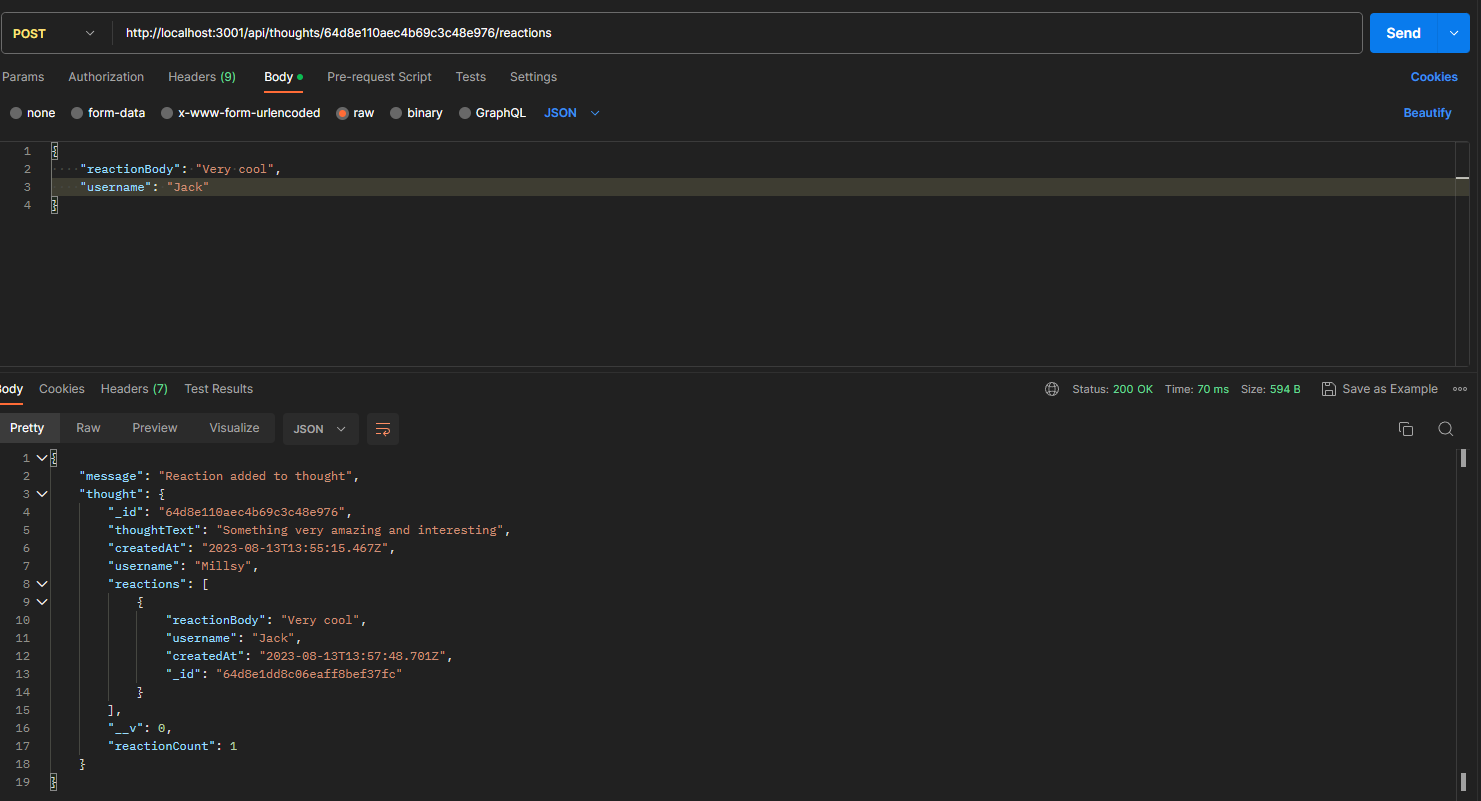 POST http://localhost:3001/api/thoughts/64d8e110aec4b69c3c48e976/reactions Send
Params Authorization Headers (9) Body Pre-request Script Tests Settings Cookies
none form-data x-www-form-urlencoded raw binary GraphQL JSON Beautify
1 {
2 "reactionBody": "Very cool",
3 "username": "Jack"
4 }
Body Cookies Headers (7) Test Results Status: 200 OK Time: 70 ms Size: 594 B Save as Example
Pretty Raw Preview Visualize JSON
1 {
2 "message": "Reaction added to thought",
3 "thought": {
4 "_id": "64d8e110aec4b69c3c48e976",
5 "thoughtText": "Something very amazing and interesting",
6 "createdAt": "2023-08-13T13:55:15.467Z",
7 "username": "Millsy",
8 "reactions": [
9 {
10 "reactionBody": "Very cool",
11 "username": "Jack",
12 "createdAt": "2023-08-13T13:57:48.701Z",
13 "_id": "64d8e1dd8c06eaff8bef37fc"
14 }
15 ],
16 "__v": 0,
17 "reactionCount": 1
18 }
19 }